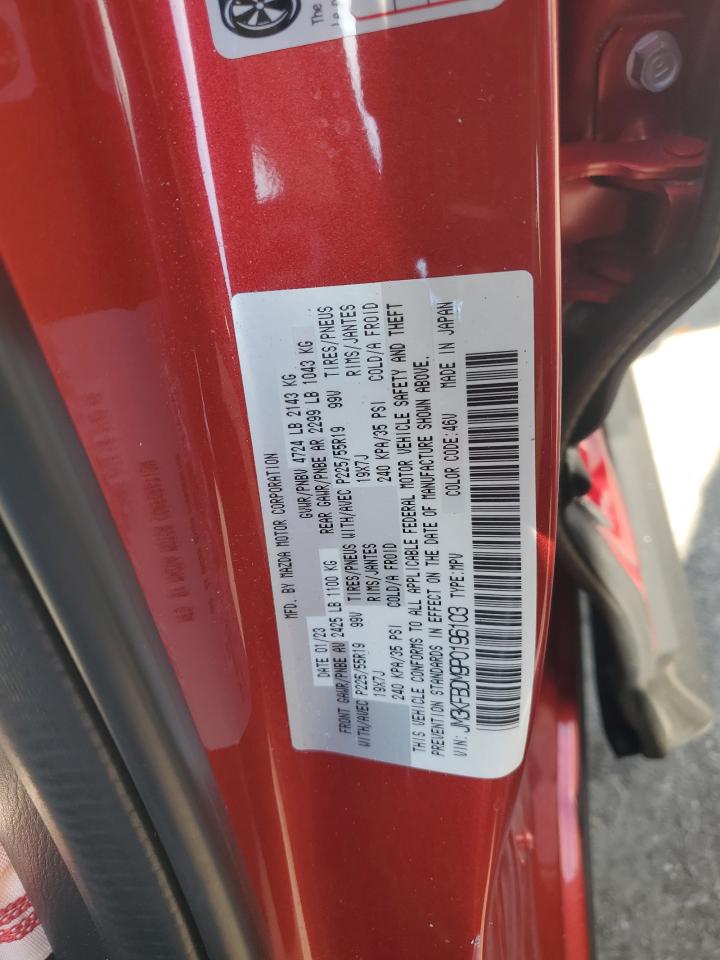 The
MFD. BY MAZDA MOTOR CORPORATION
DATE 01/23 GVWR/PNBV 4724 LB 2143 KG
FRONT GAWR/PNBE AV 2425 LB 1100 KG REAR GAWR/PNBE AR 2299 LB 1043 KG
WITH/AVEC P225/55R19 99V TIRES/PNEUS WITH/AVEC P225/55R19 99V TIRES/PNEUS
19X7J RIMS/JANTES 19X7J RIMS/JANTES
240 KPA/35 PSI COLD/A FROID 240 KPA/35 PSI COLD/A FROID
THIS VEHICLE CONFORMS TO ALL APPLICABLE FEDERAL MOTOR VEHICLE SAFETY AND THEFT
PREVENTION STANDARDS IN EFFECT ON THE DATE OF MANUFACTURE SHOWN ABOVE.
VIN: JM3KFBDM9P0196103 TYPE:MPV COLOR CODE:46V MADE IN JAPAN